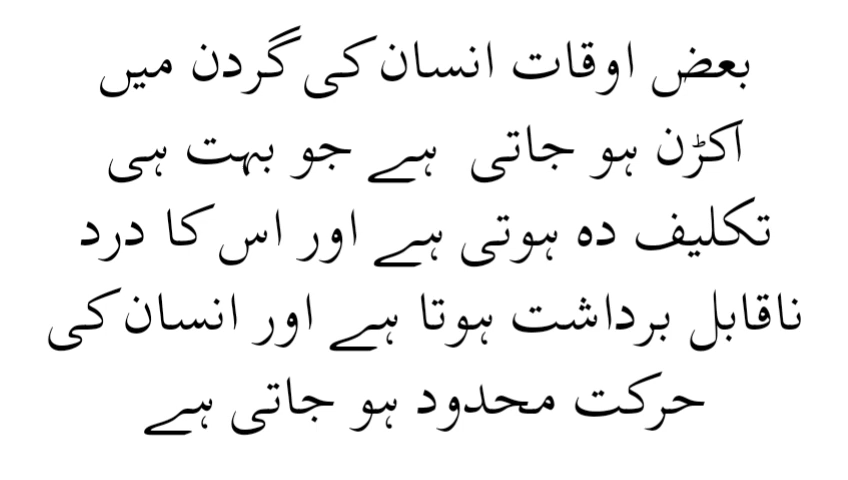 بعض اوقات انسان کی گردن میں
اکڑن ہو جاتی ہے جو بہت ہی
تکلیف دہ ہوتی ہے اور اس کا درد
ناقابل برداشت ہوتا ہے اور انسان کی
حرکت محدود ہو جاتی ہے